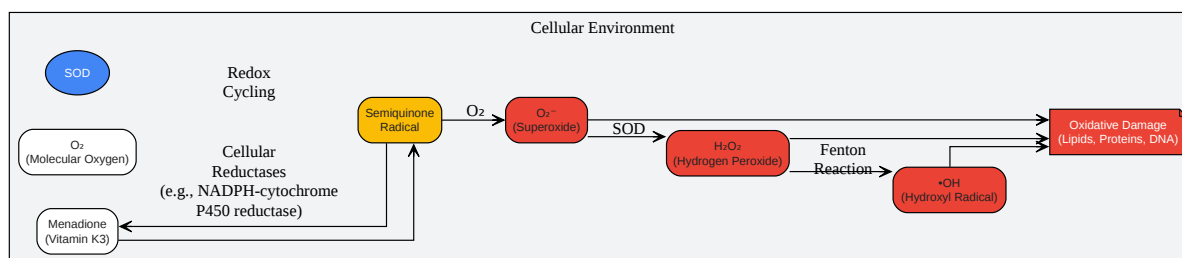 Cellular Environment
SOD
Redox
Cycling
O₂
(Molecular Oxygen)
Cellular
Reductases
(e.g., NADPH-cytochrome
P450 reductase)
Menadione
(Vitamin K3)
Semiquinone
Radical
O₂
O₂⁻
(Superoxide)
SOD
H₂O₂
(Hydrogen Peroxide)
Fenton
Reaction
•OH
(Hydroxyl Radical)
Oxidative Damage
(Lipids, Proteins, DNA)